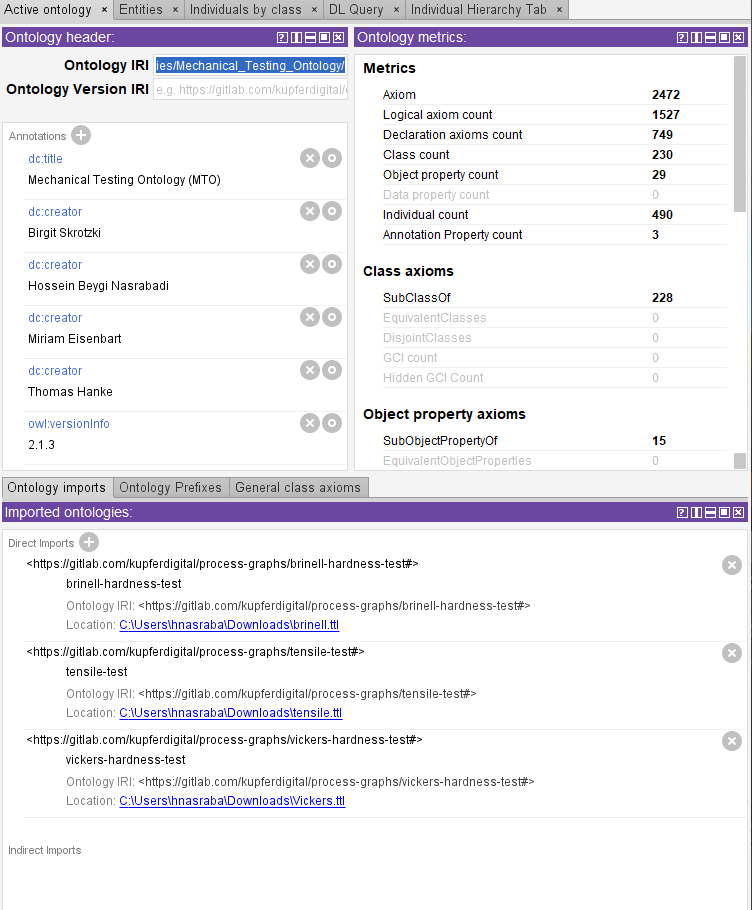 Active ontology × Entities × Individuals by class × DL Query × Individual Hierarchy Tab ×
Ontology header:
Ontology IRI ies/Mechanical_Testing_Ontology/
Ontology Version IRI e.g. https://gitlab.com/kupferdigital/
Annotations
dc:title
Mechanical Testing Ontology (MTO)
dc:creator
Birgit Skrotzki
dc:creator
Hossein Beygi Nasrabadi
dc:creator
Miriam Eisenbart
dc:creator
Thomas Hanke
owl:versionInfo
2.1.3
Ontology metrics:
Metrics
Axiom 2472
Logical axiom count 1527
Declaration axioms count 749
Class count 230
Object property count 29
Data property count 0
Individual count 490
Annotation Property count 3
Class axioms
SubClassOf 228
EquivalentClasses 0
DisjointClasses 0
GCI count 0
Hidden GCI Count 0
Object property axioms
SubObjectPropertyOf 15
EquivalentObjectProperties 0
Ontology imports Ontology Prefixes General class axioms
Imported ontologies:
Direct Imports
<https://gitlab.com/kupferdigital/process-graphs/brinell-hardness-test#>
brinell-hardness-test
Ontology IRI: <https://gitlab.com/kupferdigital/process-graphs/brinell-hardness-test#>
Location: C:\Users\hnasraba\Downloads\brinell.ttl
<https://gitlab.com/kupferdigital/process-graphs/tensile-test#>
tensile-test
Ontology IRI: <https://gitlab.com/kupferdigital/process-graphs/tensile-test#>
Location: C:\Users\hnasraba\Downloads\tensile.ttl
<https://gitlab.com/kupferdigital/process-graphs/vickers-hardness-test#>
vickers-hardness-test
Ontology IRI: <https://gitlab.com/kupferdigital/process-graphs/vickers-hardness-test#>
Location: C:\Users\hnasraba\Downloads\Vickers.ttl
Indirect Imports